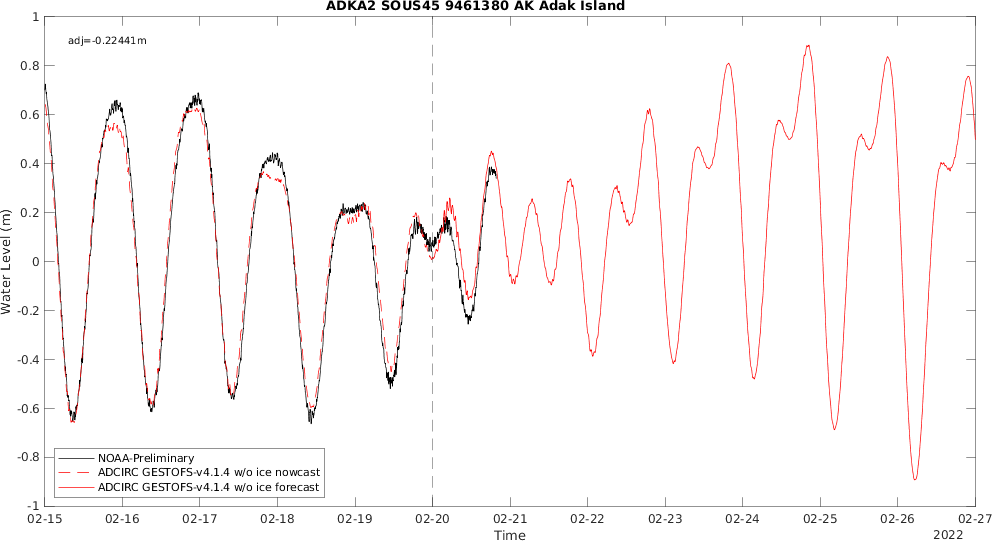 ADKA2 SOUS45 9461380 AK Adak Island
adj=-0.22441m
1
0.8
0.6
0.4
0.2
0
-0.2
-0.4
-0.6
-0.8
-1
Water Level (m)
NOAA-Preliminary
ADCIRC GESTOFS-v4.1.4 w/o ice nowcast
ADCIRC GESTOFS-v4.1.4 w/o ice forecast
02-15 02-16 02-17 02-18 02-19 02-20 02-21 02-22 02-23 02-24 02-25 02-26 02-27
Time
2022